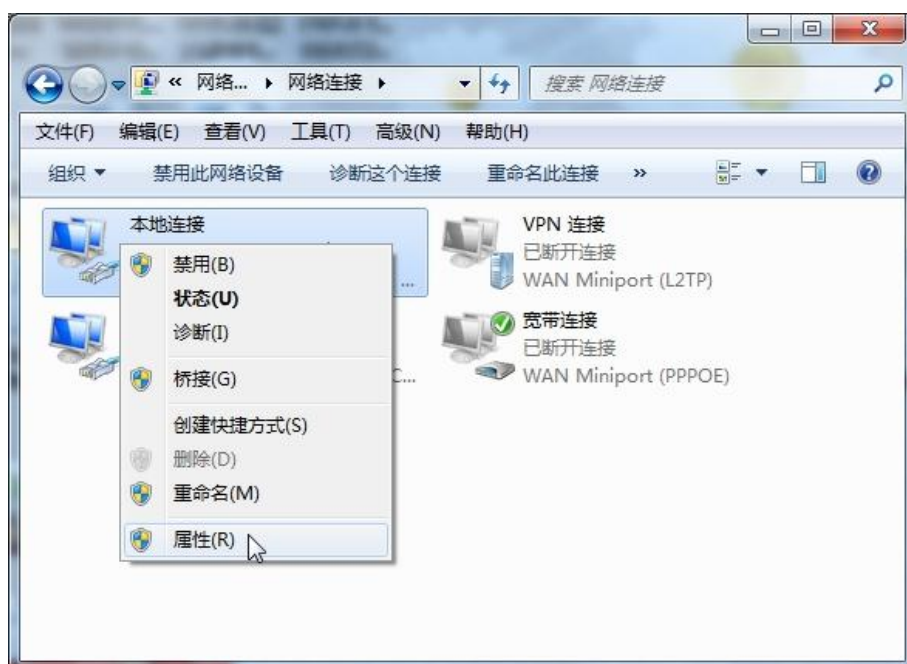 « 网络... ▸ 网络连接 ▸
搜索 网络连接
文件(F) 编辑(E) 查看(V) 工具(T) 高级(N) 帮助(H)
组织 禁用此网络设备 诊断这个连接 重命名此连接 »
本地连接
...
禁用(B)
状态(U)
诊断(I)
桥接(G)
C...
创建快捷方式(S)
删除(D)
重命名(M)
属性(R)
VPN 连接
已断开连接
WAN Miniport (L2TP)
宽带连接
已断开连接
WAN Miniport (PPPOE)